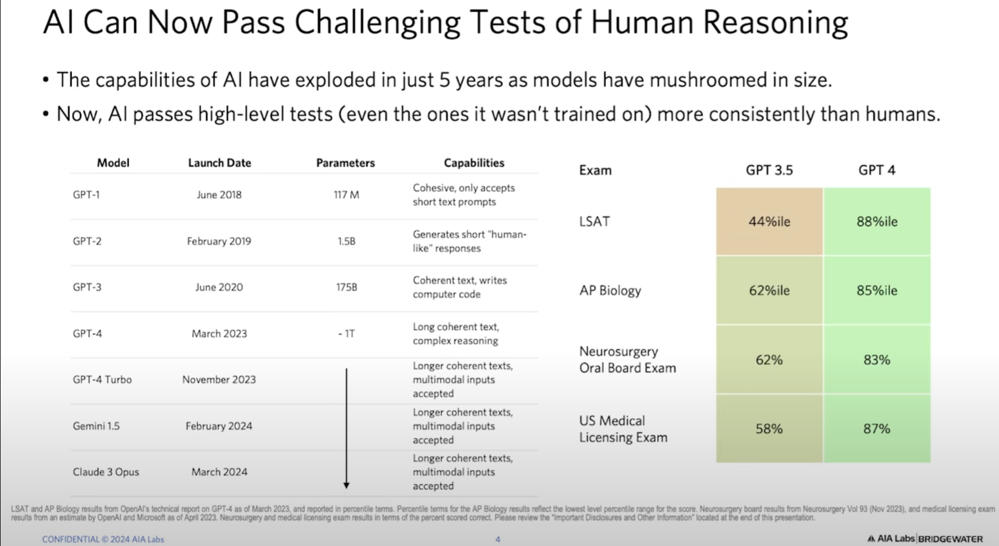 AI Can Now Pass Challenging Tests of Human Reasoning
• The capabilities of AI have exploded in just 5 years as models have mushroomed in size.
• Now, AI passes high-level tests (even the ones it wasn't trained on) more consistently than humans.
Model Launch Date Parameters Capabilities
GPT-1 June 2018 117 M Cohesive, only accepts
short text prompts
GPT-2 February 2019 1.5B Generates short "human-
like" responses
GPT-3 June 2020 175B Coherent text, writes
computer code
GPT-4 March 2023 ~ 1T Long coherent text,
complex reasoning
GPT-4 Turbo November 2023 Longer coherent texts,
multimodal inputs
accepted
Gemini 1.5 February 2024 Longer coherent texts,
multimodal inputs
accepted
Claude 3 Opus March 2024 Longer coherent texts,
multimodal inputs
accepted
Exam GPT 3.5 GPT 4
LSAT 44%ile 88%ile
AP Biology 62%ile 85%ile
Neurosurgery
Oral Board Exam 62% 83%
US Medical
Licensing Exam 58% 87%
LSAT and AP Biology results from OpenAI's technical report on GPT-4 as of March 2023, and reported in percentile terms. Percentile terms for the AP Biology results reflect the lowest level percentile range for the score. Neurosurgery board results from Neurosurgery Vol 93 (Nov 2023), and medical licensing exam
results from an estimate by OpenAI and Microsoft as of April 2023. Neurosurgery and medical licensing exam results in terms of the percent scored correct. Please review the "Important Disclosures and Other Information" located at the end of this presentation.
CONFIDENTIAL © 2024 AIA Labs 4 AIA Labs | BRIDGEWATER